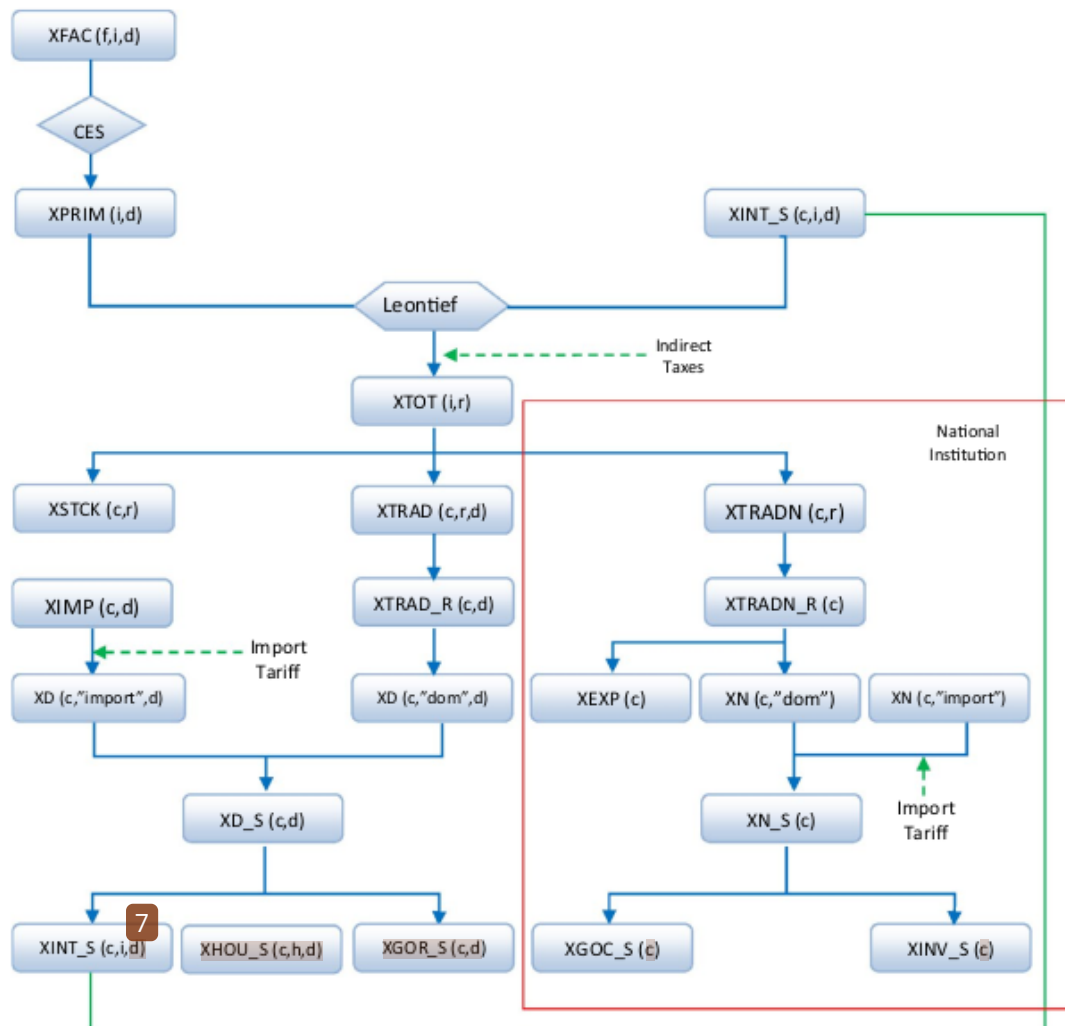 XFAC (f,i,d)
CES
XPRIM (i,d)
XINT_S (c,i,d)
Leontief
Indirect
Taxes
XTOT (i,r)
National
Institution
XSTCK (c,r)
XTRAD (c,r,d)
XTRADN (c,r)
XIMP (c,d)
XTRAD_R (c,d)
XTRADN_R (c)
Import
Tariff
XD (c,"import",d)
XD (c,"dom",d)
XEXP (c)
XN (c,"dom")
XN (c,"import")
XD_S (c,d)
XN_S (c)
Import
Tariff
7
XINT_S (c,i,d)
XHOU_S (c,h,d)
XGOR_S (c,d)
XGOC_S (c)
XINV_S (c)